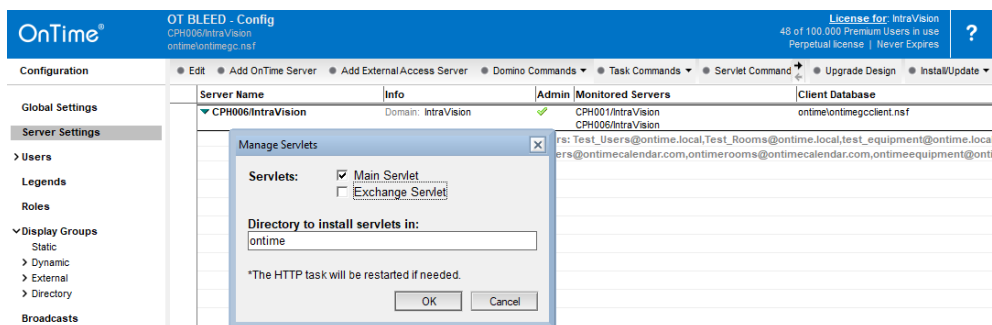 OnTime®
OT BLEED - Config
CPH006/IntraVision
ontime\ontimegc.nsf
License for: IntraVision
48 of 100.000 Premium Users in use
Perpetual license | Never Expires
?
Configuration
Edit Add OnTime Server Add External Access Server Domino Commands Task Commands Servlet Command Upgrade Design Install/Update
Global Settings
Server Settings
Users
Legends
Roles
Display Groups
Static
Dynamic
External
Directory
Broadcasts
Server Name Info Admin Monitored Servers Client Database
CPH006/IntraVision Domain: IntraVision CPH001/IntraVision ontime\ontimegcclient.nsf
CPH006/IntraVision
rs: Test_Users@ontime.local,Test_Rooms@ontime.local,test_equipment@ontime.loca
ers@ontimecalendar.com,ontimerooms@ontimecalendar.com,ontimeequipment@onti
Manage Servlets
Servlets: Main Servlet
Exchange Servlet
Directory to install servlets in:
ontime
*The HTTP task will be restarted if needed.
OK Cancel